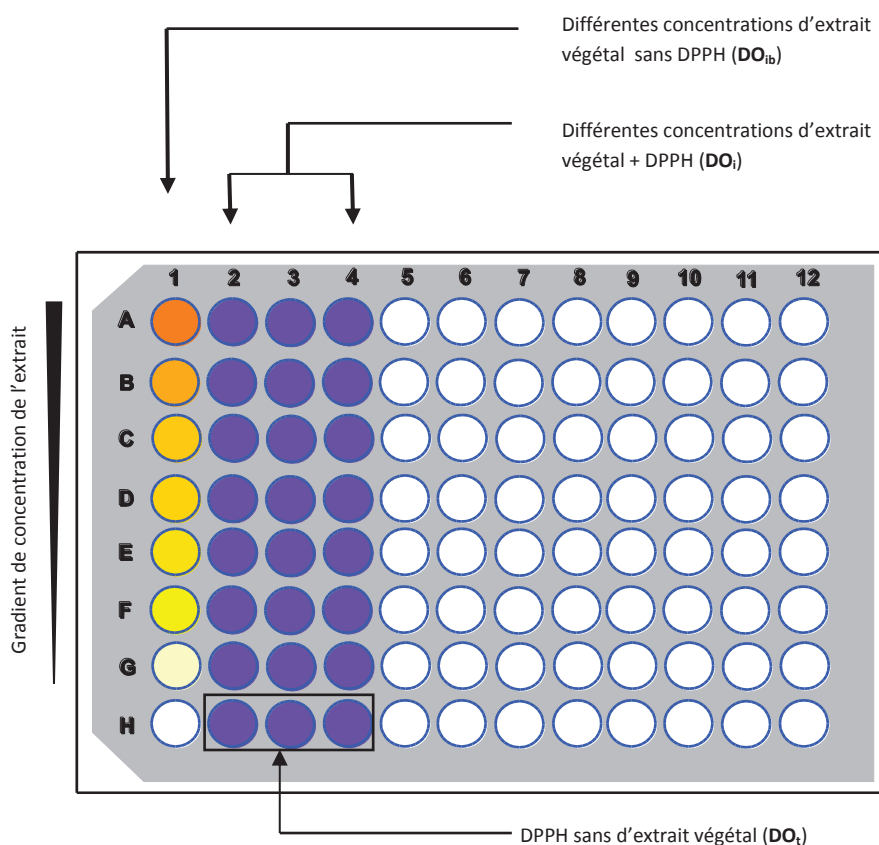 Différentes concentrations d'extrait
végétal sans DPPH (DOib)
Différentes concentrations d'extrait
végétal + DPPH (DOi)
Gradient de concentration de l'extrait
1 2 3 4 5 6 7 8 9 10 11 12
A
B
C
D
E
F
G
H
DPPH sans d'extrait végétal (DOt)